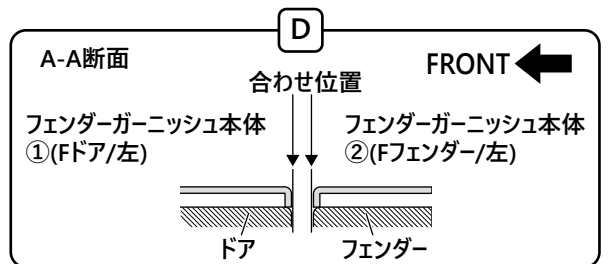 D
A-A断面
FRONT
合わせ位置
フェンダーガーニッシュ本体
①(Fドア/左)
フェンダーガーニッシュ本体
②(Fフェンダー/左)
ドア
フェンダー